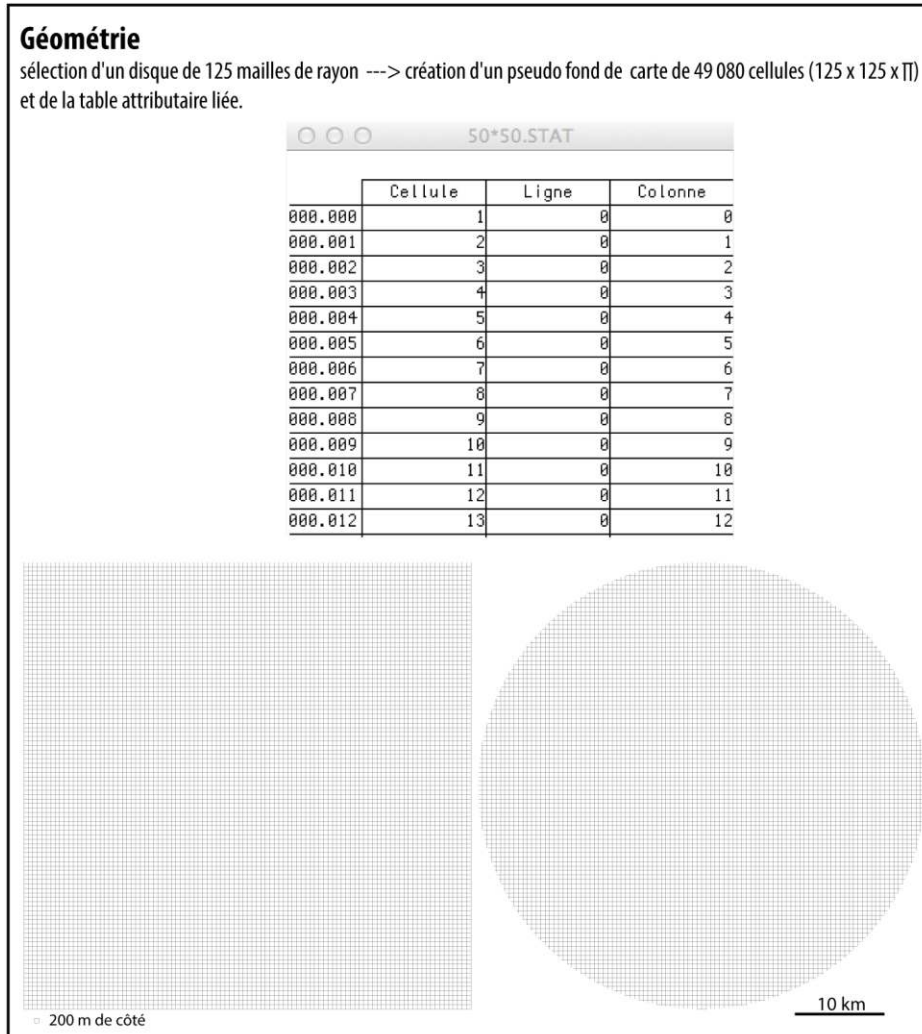 Géométrie
sélection d'un disque de 125 mailles de rayon ---> création d'un pseudo fond de carte de 49 080 cellules (125 x 125 x ∏)
et de la table attributaire liée.
50*50.STAT
Cellule Ligne Colonne
000.000 1 0 0
000.001 2 0 1
000.002 3 0 2
000.003 4 0 3
000.004 5 0 4
000.005 6 0 5
000.006 7 0 6
000.007 8 0 7
000.008 9 0 8
000.009 10 0 9
000.010 11 0 10
000.011 12 0 11
000.012 13 0 12
200 m de côté
10 km